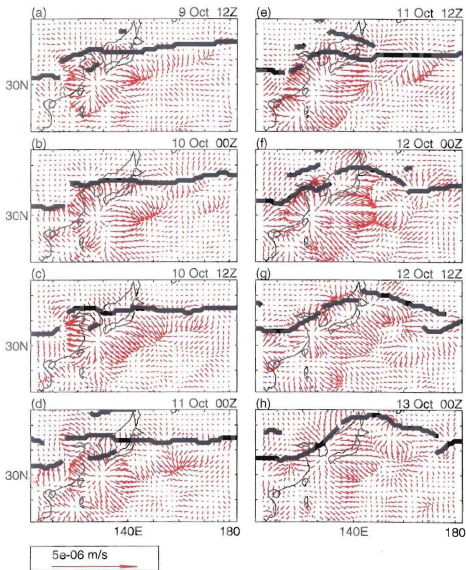 (a) 9 Oct 12Z
30N
(b) 10 Oct 00Z
30N
(c) 10 Oct 12Z
30N
(d) 11 Oct 00Z
30N
140E 180
5e-06 m/s
(e) 11 Oct 12Z
(f) 12 Oct 00Z
(g) 12 Oct 12Z
(h) 13 Oct 00Z
140E 180